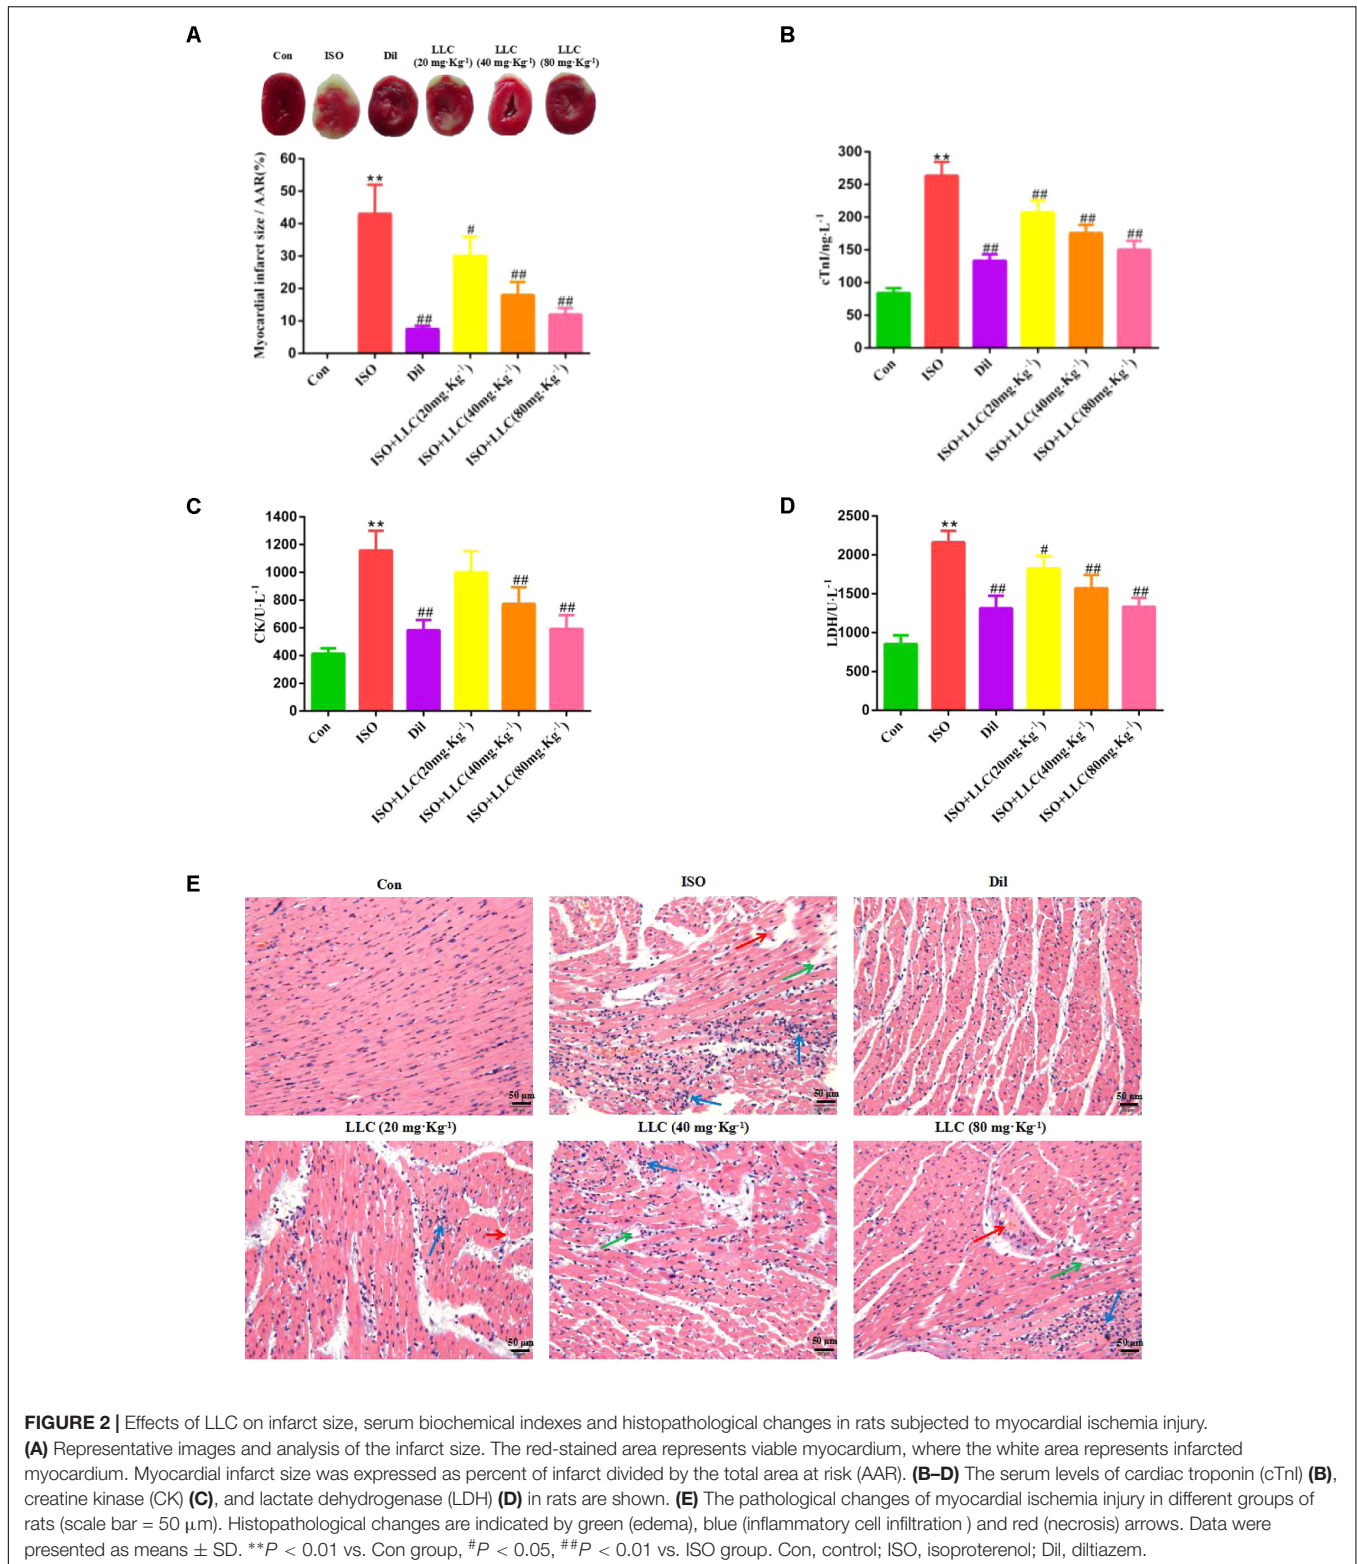 A
Con ISO Dil LLC (20 mg·Kg⁻¹) LLC (40 mg·Kg⁻¹) LLC (80 mg·Kg⁻¹)
Myocardial infarct size / AAR(%)
60
50
40
30
20
10
0
** ## # ## ##
Con ISO Dil ISO+LLC(20mg·Kg⁻¹) ISO+LLC(40mg·Kg⁻¹) ISO+LLC(80mg·Kg⁻¹)
B
cTnI/ng·L⁻¹
300
250
200
150
100
50
0
** ## ## ## ##
Con ISO Dil ISO+LLC(20mg·Kg⁻¹) ISO+LLC(40mg·Kg⁻¹) ISO+LLC(80mg·Kg⁻¹)
C
CK/U·L⁻¹
1400
1200
1000
800
600
400
200
0
** ## ## ##
Con ISO Dil ISO+LLC(20mg·Kg⁻¹) ISO+LLC(40mg·Kg⁻¹) ISO+LLC(80mg·Kg⁻¹)
D
LDH/U·L⁻¹
2500
2000
1500
1000
500
0
** ## # ## ##
Con ISO Dil ISO+LLC(20mg·Kg⁻¹) ISO+LLC(40mg·Kg⁻¹) ISO+LLC(80mg·Kg⁻¹)
E
Con ISO Dil
50 μm 50 μm 50 μm
LLC (20 mg·Kg⁻¹) LLC (40 mg·Kg⁻¹) LLC (80 mg·Kg⁻¹)
50 μm 50 μm 50 μm
FIGURE 2 | Effects of LLC on infarct size, serum biochemical indexes and histopathological changes in rats subjected to myocardial ischemia injury.
(A) Representative images and analysis of the infarct size. The red-stained area represents viable myocardium, where the white area represents infarcted
myocardium. Myocardial infarct size was expressed as percent of infarct divided by the total area at risk (AAR). (B–D) The serum levels of cardiac troponin (cTnI) (B),
creatine kinase (CK) (C), and lactate dehydrogenase (LDH) (D) in rats are shown. (E) The pathological changes of myocardial ischemia injury in different groups of
rats (scale bar = 50 μm). Histopathological changes are indicated by green (edema), blue (inflammatory cell infiltration ) and red (necrosis) arrows. Data were
presented as means ± SD. **P < 0.01 vs. Con group, #P < 0.05, ##P < 0.01 vs. ISO group. Con, control; ISO, isoproterenol; Dil, diltiazem.